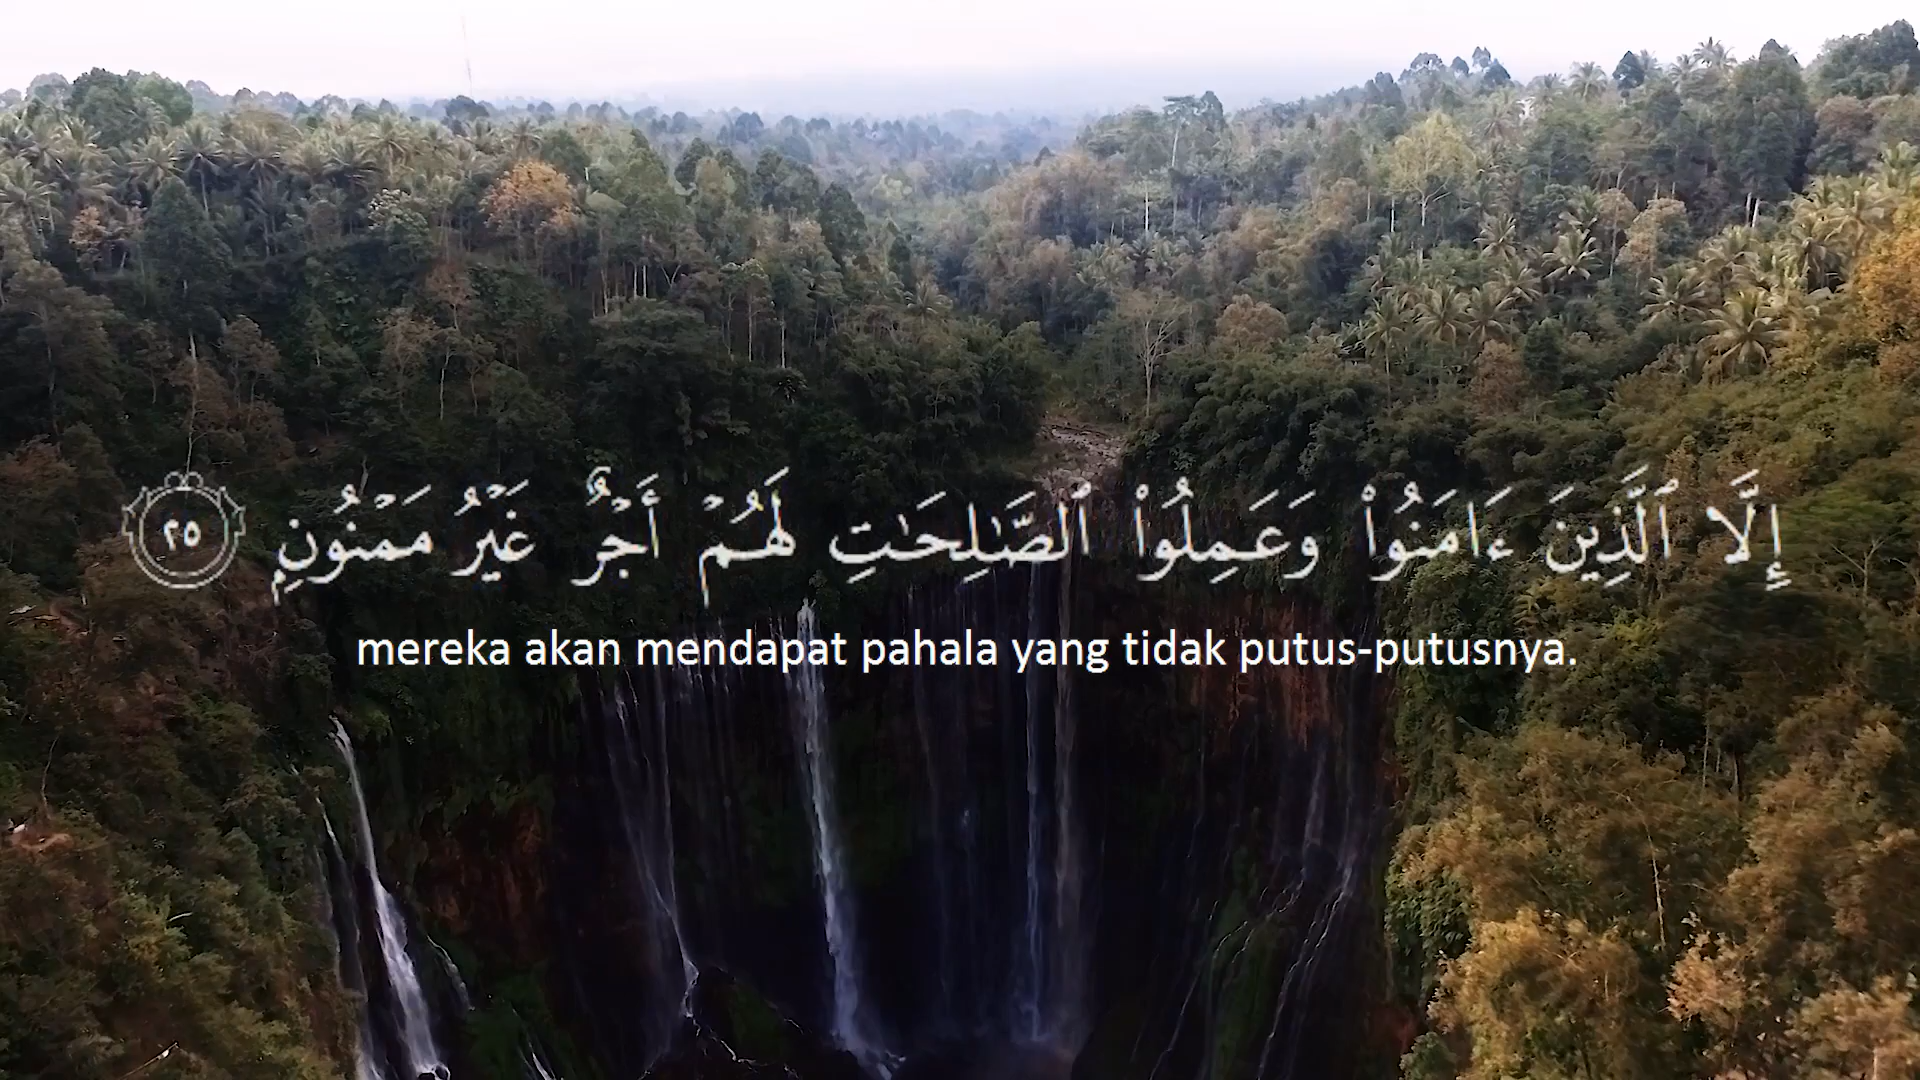 إِلَّا ٱلَّذِينَ ءَامَنُوا۟ وَعَمِلُوا۟ ٱلصَّـٰلِحَـٰتِ لَهُمْ أَجْرٌ غَيْرُ مَمْنُونٍۭ ٢٥
mereka akan mendapat pahala yang tidak putus-putusnya.